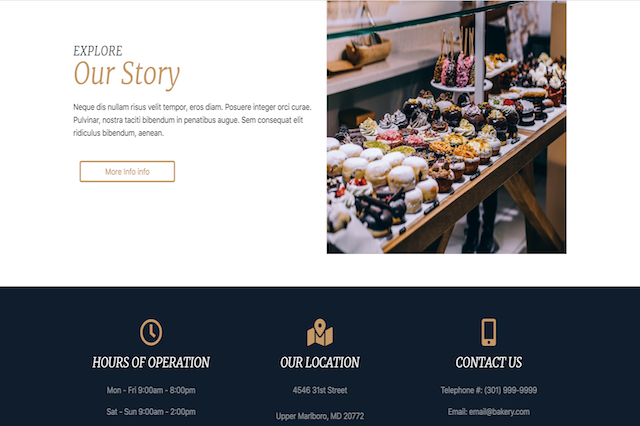 EXPLORE
Our Story
Neque dis nullam risus velit tempor, eros diam. Posuere integer orci curae.
Pulvinar, nostra taciti bibendum in penatibus augue. Sem consequat elit
ridiculus bibendum, aenean.
More Info info
HOURS OF OPERATION
Mon - Fri 9:00am - 8:00pm
Sat - Sun 9:00am - 2:00pm
OUR LOCATION
4546 31st Street
Upper Marlboro, MD 20772
CONTACT US
Telephone #: (301) 999-9999
Email: email@bakery.com